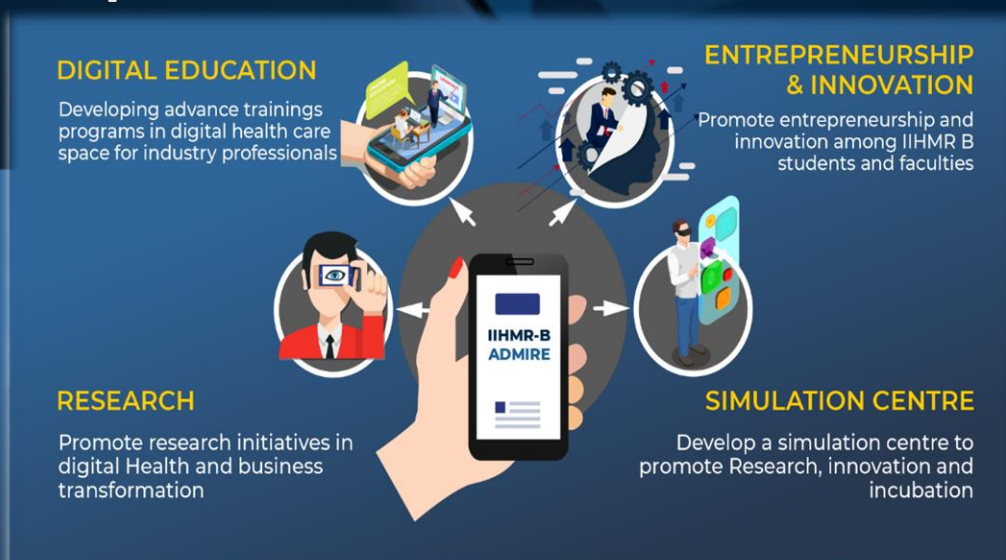 DIGITAL EDUCATION
Developing advance trainings
programs in digital health care
space for industry professionals
ENTREPRENEURSHIP
& INNOVATION
Promote entrepreneurship and
innovation among IIHMR B
students and faculties
IIHMR-B
ADMIRE
RESEARCH
Promote research initiatives in
digital Health and business
transformation
SIMULATION CENTRE
Develop a simulation centre to
promote Research, innovation and
incubation